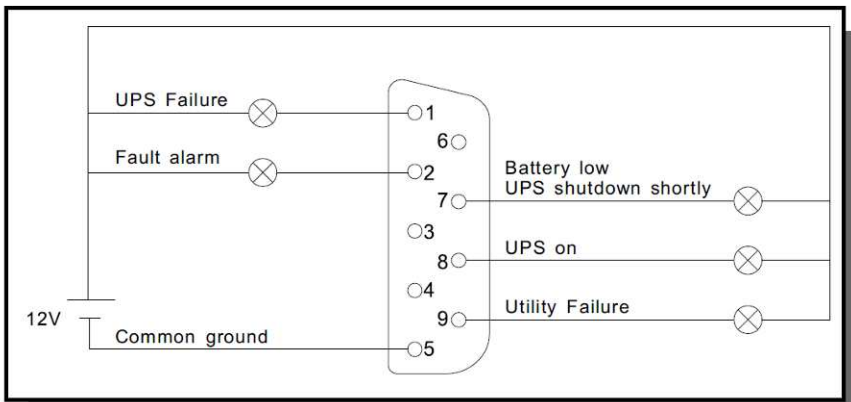 UPS Failure
1
6
Fault alarm
2
Battery low
UPS shutdown shortly
7
3
8
UPS on
4
12V
9
Utility Failure
Common ground
5